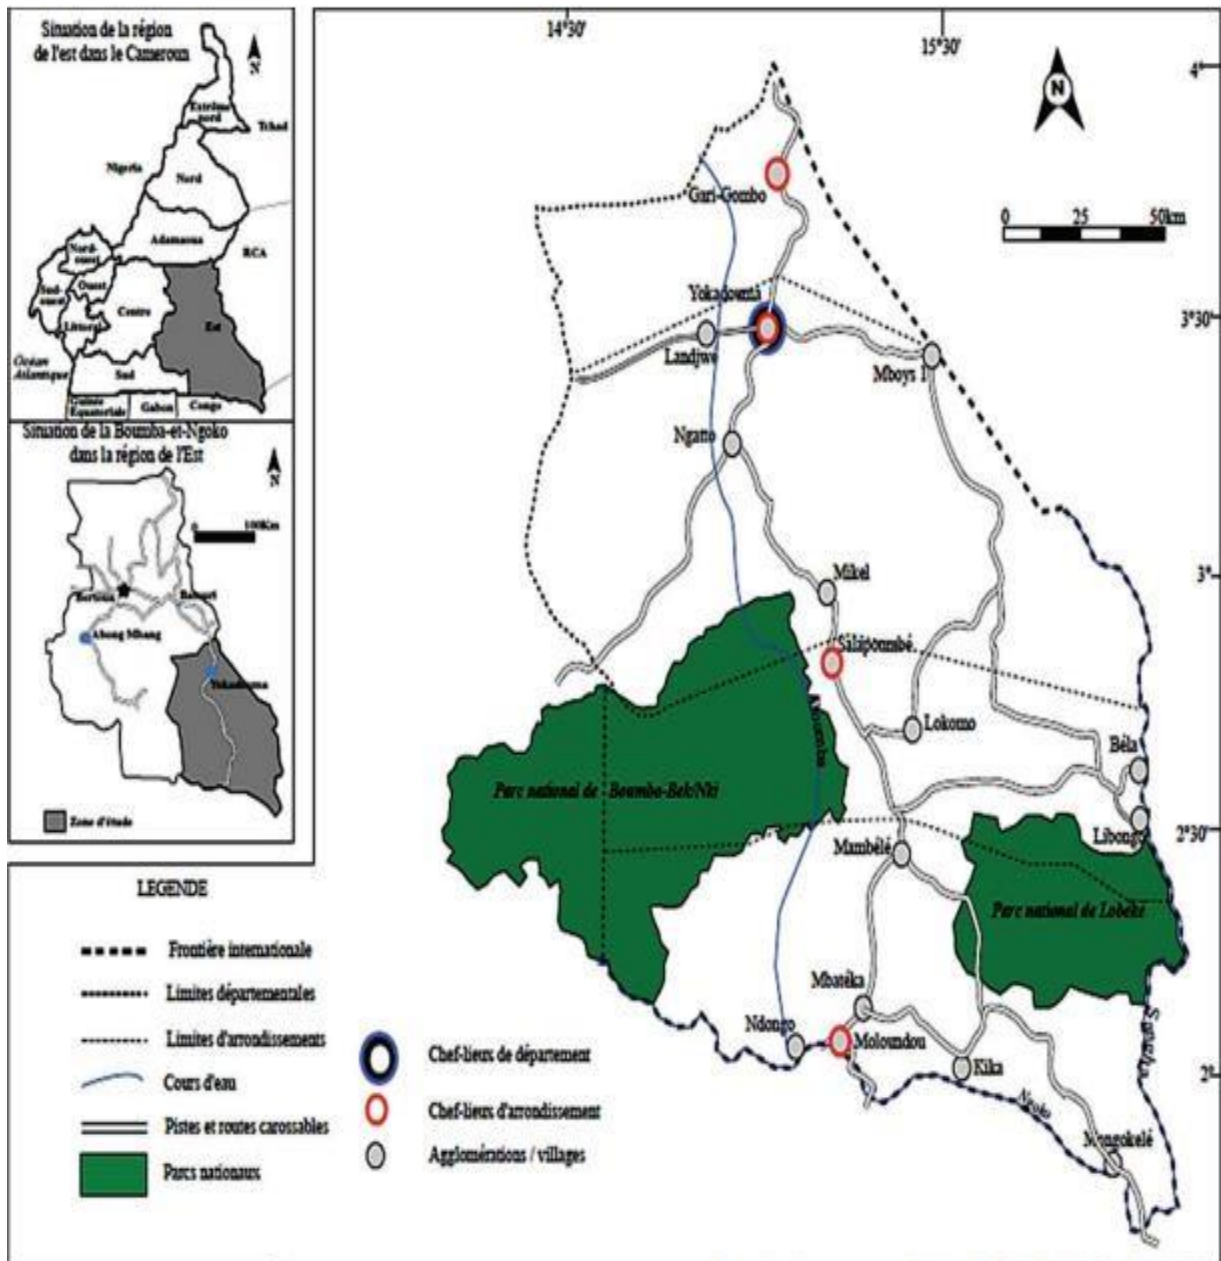 Situation de la région
de l'est dans le Cameroun
N
Extrême
nord
Tchad
Nigeria
Nord
Adamaoua
RCA
Nord-
ouest
Sud-
ouest
Ouest
Centre
Est
Littoral
Océan
Atlantique
Sud
Guinée
Équatoriale
Gabon
Congo
Situation de la Boumba-et-Ngoko
dans la région de l'Est
N
0 100Km
Bertoua
Batouri
Abong Mbang
Yokadouma
Zone d'étude
14°30'
15°30'
4°
N
0 25 50km
Gari-Gombo
Yokadouma
3°30'
Landjwe
Mboys I
Ngatto
Mikel
3°
Salapoumbé
Lokomo
Béla
Parc national de Boumba-Bek/Nki
Libongo
2°30'
Mambélé
Parc national de Lobéké
Mbatéka
Ndongo
Moloundou
Kika
Sangha
2°
Ngoko
Mongokelé
LEGENDE
Frontière internationale
Limites départementales
Limites d'arrondissements
Cours d'eau
Pistes et routes carossables
Parcs nationaux
Chef-lieux de département
Chef-lieux d'arrondissement
Agglomérations / villages